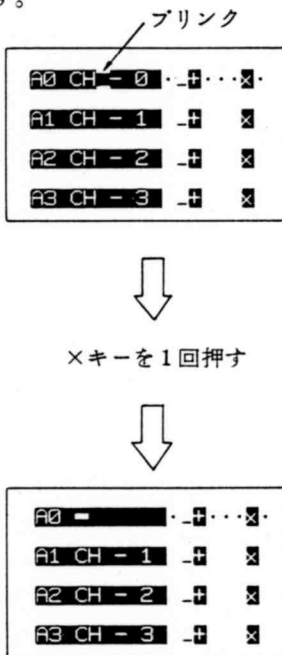 す。
ブリンク
A0 CH - 0 ·_+···×·
A1 CH - 1 _+ ×
A2 CH - 2 _+ ×
A3 CH - 3 _+ ×
×キーを1回押す
A0 - ·_+···×·
A1 CH - 1 _+ ×
A2 CH - 2 _+ ×
A3 CH - 3 _+ ×